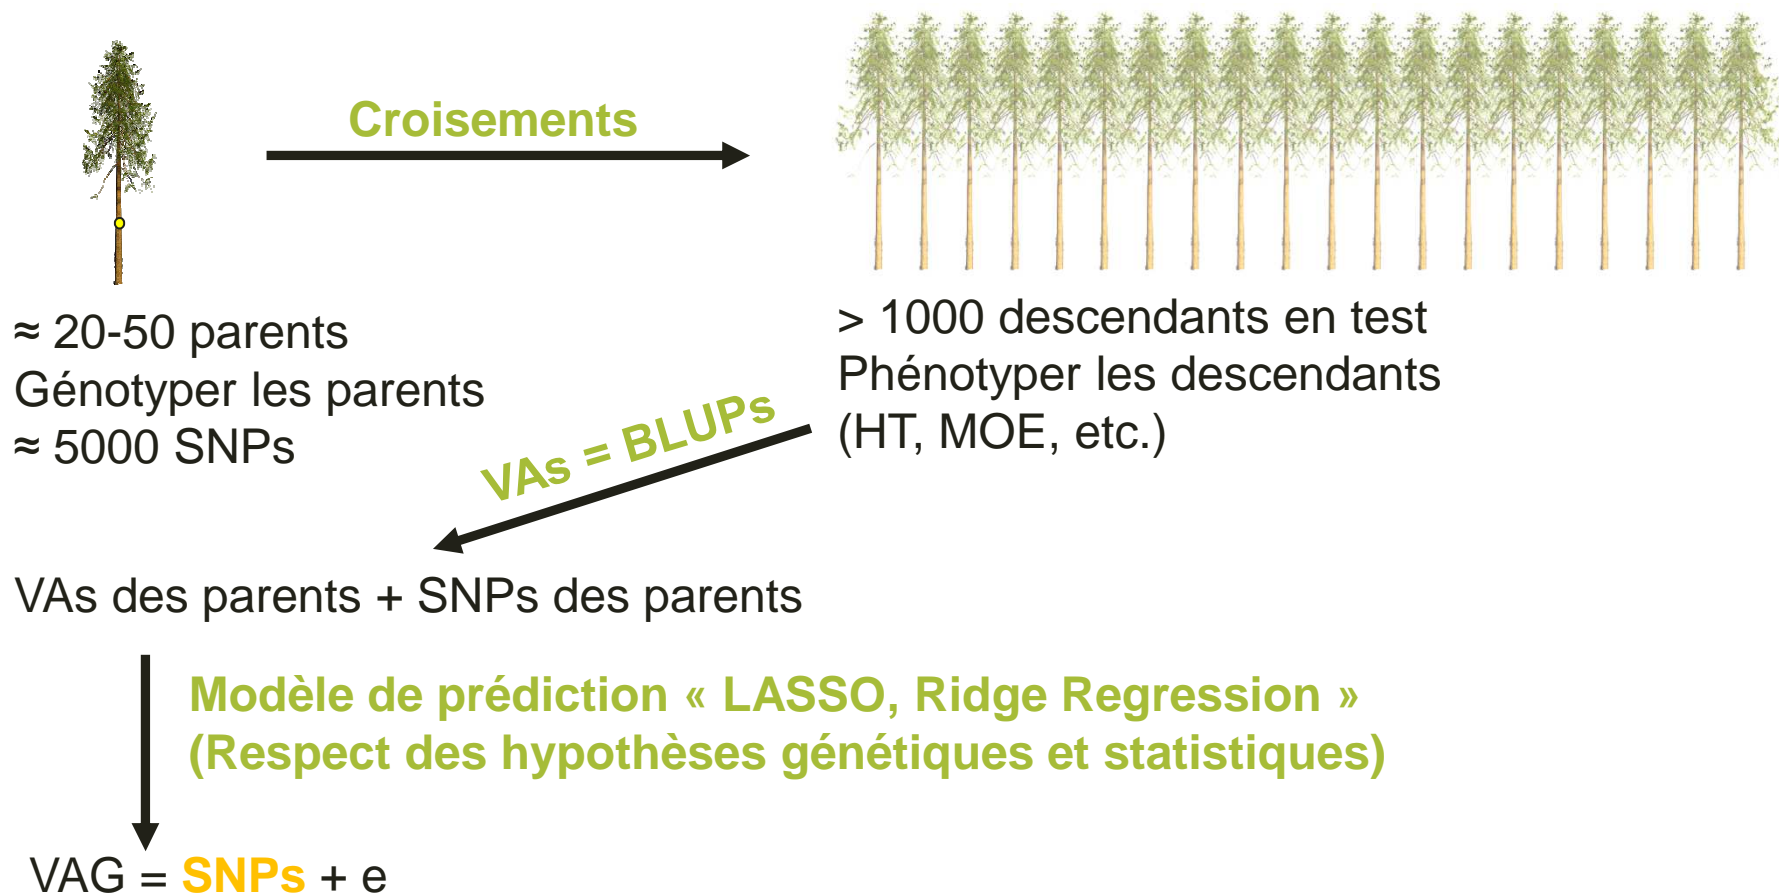 Croisements
≈ 20-50 parents
Génotyper les parents
≈ 5000 SNPs
> 1000 descendants en test
Phénotyper les descendants
(HT, MOE, etc.)
VAs = BLUPs
VAs des parents + SNPs des parents
Modèle de prédiction « LASSO, Ridge Regression »
(Respect des hypothèses génétiques et statistiques)
VAG = SNPs + e